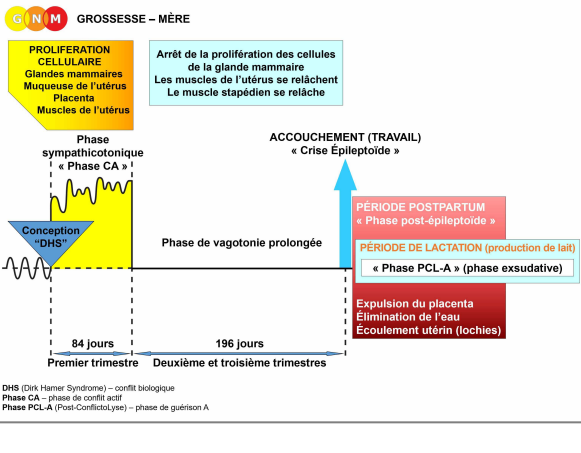 GNM
GROSSESSE – MÈRE
PROLIFERATION
CELLULAIRE
Glandes mammaires
Muqueuse de l'utérus
Placenta
Muscles de l'utérus
Arrêt de la prolifération des cellules
de la glande mammaire
Les muscles de l'utérus se relâchent
Le muscle stapédien se relâche
Phase
sympathicotonique
« Phase CA »
ACCOUCHEMENT (TRAVAIL)
« Crise Épileptoïde »
Conception
"DHS"
Phase de vagotonie prolongée
PÉRIODE POSTPARTUM
« Phase post-épileptoïde »
PÉRIODE DE LACTATION (production de lait)
« Phase PCL-A » (phase exsudative)
Expulsion du placenta
Élimination de l'eau
Écoulement utérin (lochies)
84 jours
196 jours
Premier trimestre
Deuxième et troisième trimestres
DHS (Dirk Hamer Syndrome) – conflit biologique
Phase CA – phase de conflit actif
Phase PCL-A (Post-ConflictoLyse) – phase de guérison A